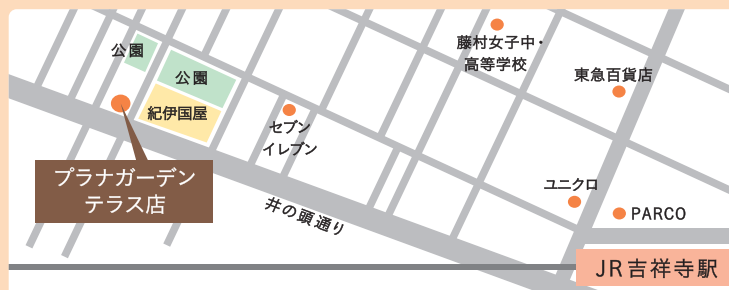 公園
公園
紀伊国屋
セブン
イレブン
藤村女子中・
高等学校
東急百貨店
ユニクロ
PARCO
プラナガーデン
テラス店
井の頭通り
JR吉祥寺駅